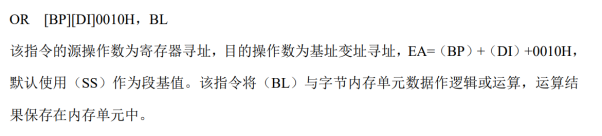 OR [BP][DI]0010H，BL
该指令的源操作数为寄存器寻址，目的操作数为基址变址寻址，EA=（BP）+（DI）+0010H，
默认使用（SS）作为段基值。该指令将（BL）与字节内存单元数据作逻辑或运算，运算结
果保存在内存单元中。